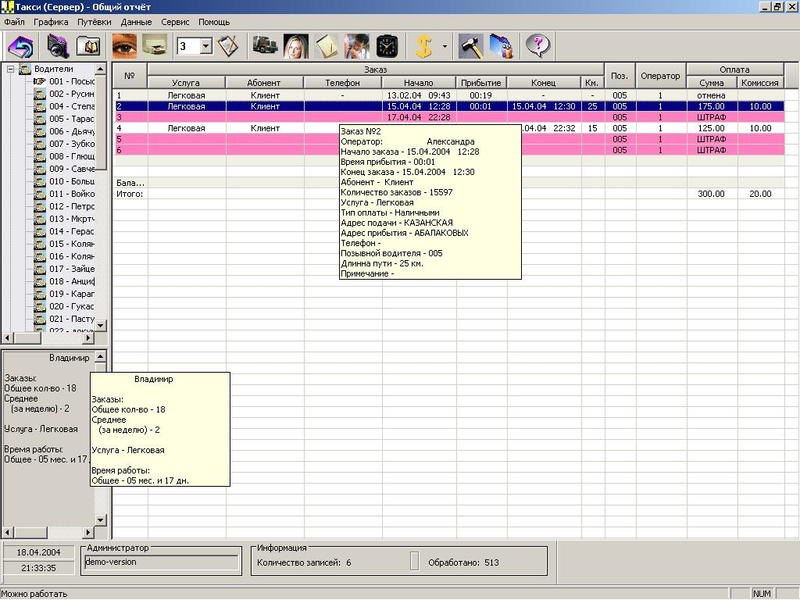 Такси (Сервер) - Общий отчёт
Файл Графика Путёвки Данные Сервис Помощь
3
Водители
001 - Посы
002 - Русин
004 - Степа
005 - Тарас
006 - Дьячу
007 - Зубко
008 - Глющ
009 - Савче
010 - Больш
011 - Войко
012 - Петро
013 - Мкртч
014 - Герас
015 - Колян
016 - Колян
017 - Зайце
018 - Анциф
019 - Карап
020 - Гукас
021 - Пасту
022 - докум
№ Заказ Поз. Оператор Оплата
Услуга Абонент Телефон Начало Прибытие Конец Км. Сумма Комиссия
1 Легковая Клиент - 13.02.04 09:43 00:19 - - 005 1 отмена
2 Легковая Клиент 15.04.04 12:28 00:01 15.04.04 12:30 25 005 1 175.00 10.00
3 17.04.04 22:28 005 1 ШТРАФ
4 Легковая Клиент .04.04 22:32 15 005 1 125.00 10.00
5 005 1 ШТРАФ
6 005 1 ШТРАФ
Бала...
Итого: 300.00 20.00
Заказ №2
Оператор: Александра
Начало заказа - 15.04.2004 12:28
Время прибытия - 00:01
Конец заказа - 15.04.2004 12:30
Абонент - Клиент
Количество заказов - 15597
Услуга - Легковая
Тип оплаты - Наличными
Адрес подачи - КАЗАНСКАЯ
Адрес прибытия - АБАЛАКОВЫХ
Телефон -
Позывной водителя - 005
Длинна пути - 25 км.
Примечание -
Владимир
Заказы:
Общее кол-во - 18
Среднее
(за неделю) - 2
Услуга - Легковая
Время работы:
Общее - 05 мес. и 17
Владимир
Заказы:
Общее кол-во - 18
Среднее
(за неделю) - 2
Услуга - Легковая
Время работы:
Общее - 05 мес. и 17 дн.
18.04.2004
21:33:35
Администратор
demo-version
Информация
Количество записей: 6 Обработано: 513
Можно работать NUM